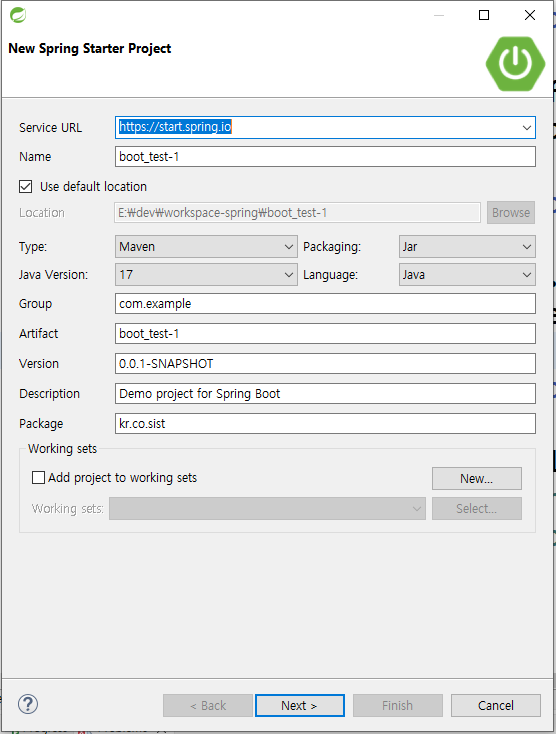 New Spring Starter Project
Service URL https://start.spring.io
Name boot_test-1
Use default location
Location E:₩dev₩workspace-spring₩boot_test-1 Browse
Type: Maven Packaging: Jar
Java Version: 17 Language: Java
Group com.example
Artifact boot_test-1
Version 0.0.1-SNAPSHOT
Description Demo project for Spring Boot
Package kr.co.sist
Working sets
Add project to working sets New...
Working sets: Select...
? < Back Next > Finish Cancel